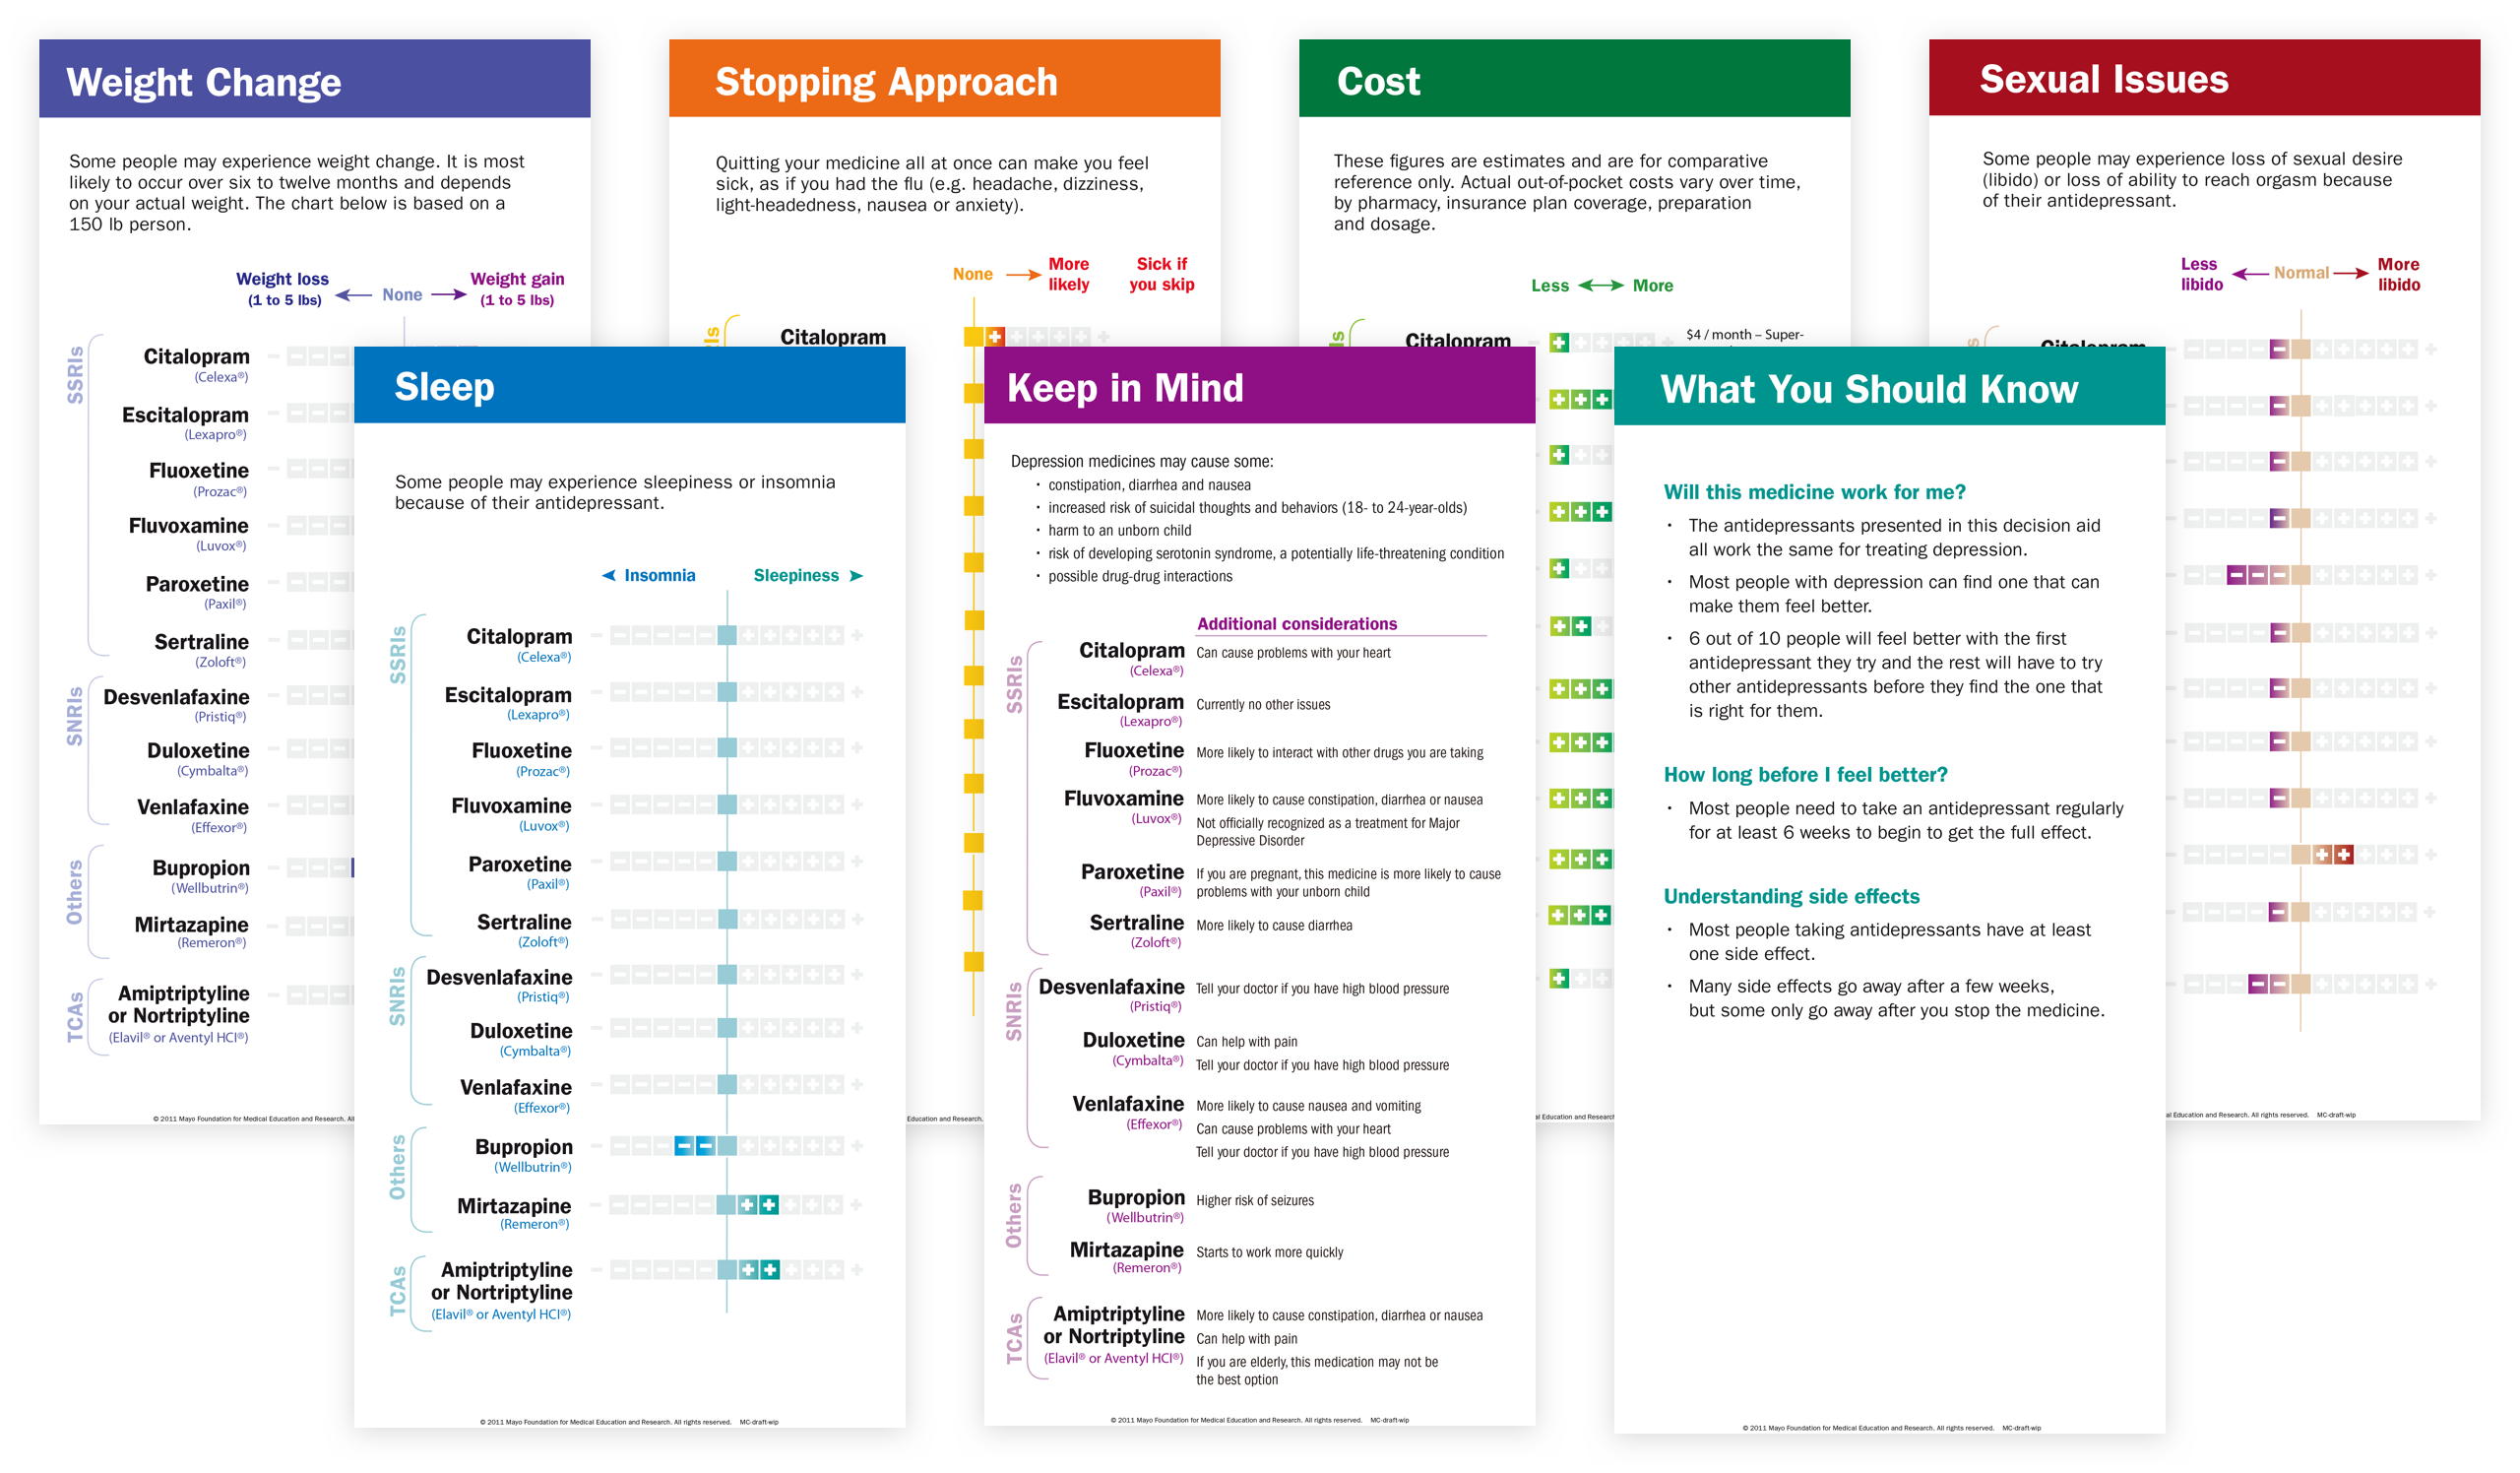 Weight Change
Some people may experience weight change. It is most
likely to occur over six to twelve months and depends
on your actual weight. The chart below is based on a
150 lb person.
Weight loss
(1 to 5 lbs)
None
Weight gain
(1 to 5 lbs)
SSRIs
Citalopram
(Celexa®)
Escitalopram
(Lexapro®)
Fluoxetine
(Prozac®)
Fluvoxamine
(Luvox®)
Paroxetine
(Paxil®)
Sertraline
(Zoloft®)
SNRIs
Desvenlafaxine
(Pristiq®)
Duloxetine
(Cymbalta®)
Venlafaxine
(Effexor®)
Others
Bupropion
(Wellbutrin®)
Mirtazapine
(Remeron®)
TCAs
Amiptriptyline
or Nortriptyline
(Elavil® or Aventyl HCl®)
© 2011 Mayo Foundation for Medical Education and Research. All
Stopping Approach
Quitting your medicine all at once can make you feel
sick, as if you had the flu (e.g. headache, dizziness,
light-headedness, nausea or anxiety).
None
More
likely
Sick if
you skip
Citalopram
Education and Research.
Cost
These figures are estimates and are for comparative
reference only. Actual out-of-pocket costs vary over time,
by pharmacy, insurance plan coverage, preparation
and dosage.
Less
More
Citalopram
$4 / month – Super-
Education and Research
Sexual Issues
Some people may experience loss of sexual desire
(libido) or loss of ability to reach orgasm because
of their antidepressant.
Less
libido
Normal
More
libido
Citalopram
Education and Research. All rights reserved. MC-draft-wip
Sleep
Some people may experience sleepiness or insomnia
because of their antidepressant.
Insomnia
Sleepiness
SSRIs
Citalopram
(Celexa®)
Escitalopram
(Lexapro®)
Fluoxetine
(Prozac®)
Fluvoxamine
(Luvox®)
Paroxetine
(Paxil®)
Sertraline
(Zoloft®)
SNRIs
Desvenlafaxine
(Pristiq®)
Duloxetine
(Cymbalta®)
Venlafaxine
(Effexor®)
Others
Bupropion
(Wellbutrin®)
Mirtazapine
(Remeron®)
TCAs
Amiptriptyline
or Nortriptyline
(Elavil® or Aventyl HCl®)
© 2011 Mayo Foundation for Medical Education and Research. All rights reserved. MC-draft-wip
Keep in Mind
Depression medicines may cause some:
• constipation, diarrhea and nausea
• increased risk of suicidal thoughts and behaviors (18- to 24-year-olds)
• harm to an unborn child
• risk of developing serotonin syndrome, a potentially life-threatening condition
• possible drug-drug interactions
Additional considerations
SSRIs
Citalopram
(Celexa®)
Can cause problems with your heart
Escitalopram
(Lexapro®)
Currently no other issues
Fluoxetine
(Prozac®)
More likely to interact with other drugs you are taking
Fluvoxamine
(Luvox®)
More likely to cause constipation, diarrhea or nausea
Not officially recognized as a treatment for Major
Depressive Disorder
Paroxetine
(Paxil®)
If you are pregnant, this medicine is more likely to cause
problems with your unborn child
Sertraline
(Zoloft®)
More likely to cause diarrhea
SNRIs
Desvenlafaxine
(Pristiq®)
Tell your doctor if you have high blood pressure
Duloxetine
(Cymbalta®)
Can help with pain
Tell your doctor if you have high blood pressure
Venlafaxine
(Effexor®)
More likely to cause nausea and vomiting
Can cause problems with your heart
Tell your doctor if you have high blood pressure
Others
Bupropion
(Wellbutrin®)
Higher risk of seizures
Mirtazapine
(Remeron®)
Starts to work more quickly
TCAs
Amiptriptyline
or Nortriptyline
(Elavil® or Aventyl HCl®)
More likely to cause constipation, diarrhea or nausea
Can help with pain
If you are elderly, this medication may not be
the best option
© 2011 Mayo Foundation for Medical Education and Research. All rights reserved. MC-draft-wip
What You Should Know
Will this medicine work for me?
• The antidepressants presented in this decision aid
all work the same for treating depression.
• Most people with depression can find one that can
make them feel better.
• 6 out of 10 people will feel better with the first
antidepressant they try and the rest will have to try
other antidepressants before they find the one that
is right for them.
How long before I feel better?
• Most people need to take an antidepressant regularly
for at least 6 weeks to begin to get the full effect.
Understanding side effects
• Most people taking antidepressants have at least
one side effect.
• Many side effects go away after a few weeks,
but some only go away after you stop the medicine.
© 2011 Mayo Foundation for Medical Education and Research. All rights reserved. MC-draft-wip